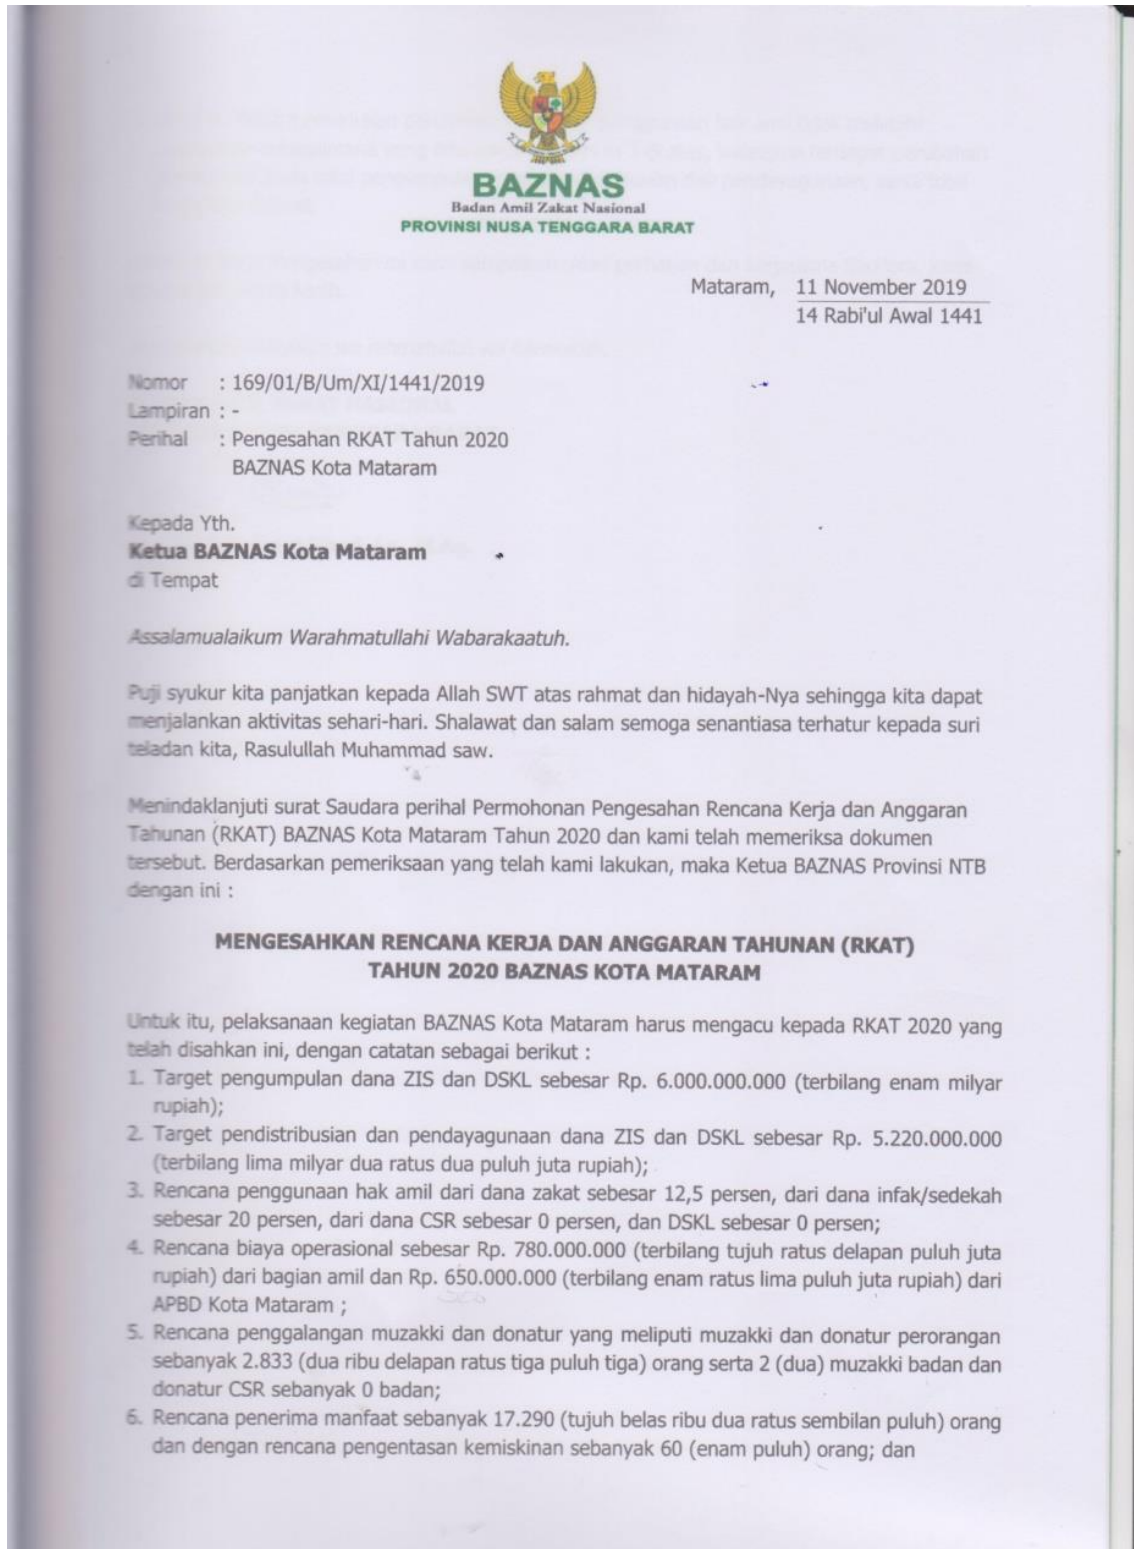 BAZNAS
Badan Amil Zakat Nasional
PROVINSI NUSA TENGGARA BARAT
Mataram, 11 November 2019
14 Rabi'ul Awal 1441
Nomor : 169/01/B/Um/XI/1441/2019
Lampiran : -
Perihal : Pengesahan RKAT Tahun 2020
BAZNAS Kota Mataram
Kepada Yth.
Ketua BAZNAS Kota Mataram
di Tempat
Assalamualaikum Warahmatullahi Wabarakaatuh.
Puji syukur kita panjatkan kepada Allah SWT atas rahmat dan hidayah-Nya sehingga kita dapat
menjalankan aktivitas sehari-hari. Shalawat dan salam semoga senantiasa terhatur kepada suri
teladan kita, Rasulullah Muhammad saw.
Menindaklanjuti surat Saudara perihal Permohonan Pengesahan Rencana Kerja dan Anggaran
Tahunan (RKAT) BAZNAS Kota Mataram Tahun 2020 dan kami telah memeriksa dokumen
tersebut. Berdasarkan pemeriksaan yang telah kami lakukan, maka Ketua BAZNAS Provinsi NTB
dengan ini :
MENGESAHKAN RENCANA KERJA DAN ANGGARAN TAHUNAN (RKAT)
TAHUN 2020 BAZNAS KOTA MATARAM
Untuk itu, pelaksanaan kegiatan BAZNAS Kota Mataram harus mengacu kepada RKAT 2020 yang
telah disahkan ini, dengan catatan sebagai berikut :
1. Target pengumpulan dana ZIS dan DSKL sebesar Rp. 6.000.000.000 (terbilang enam milyar
rupiah);
2. Target pendistribusian dan pendayagunaan dana ZIS dan DSKL sebesar Rp. 5.220.000.000
(terbilang lima milyar dua ratus dua puluh juta rupiah);
3. Rencana penggunaan hak amil dari dana zakat sebesar 12,5 persen, dari dana infak/sedekah
sebesar 20 persen, dari dana CSR sebesar 0 persen, dan DSKL sebesar 0 persen;
4. Rencana biaya operasional sebesar Rp. 780.000.000 (terbilang tujuh ratus delapan puluh juta
rupiah) dari bagian amil dan Rp. 650.000.000 (terbilang enam ratus lima puluh juta rupiah) dari
APBD Kota Mataram ;
5. Rencana penggalangan muzakki dan donatur yang meliputi muzakki dan donatur perorangan
sebanyak 2.833 (dua ribu delapan ratus tiga puluh tiga) orang serta 2 (dua) muzakki badan dan
donatur CSR sebanyak 0 badan;
6. Rencana penerima manfaat sebanyak 17.290 (tujuh belas ribu dua ratus sembilan puluh) orang
dan dengan rencana pengentasan kemiskinan sebanyak 60 (enam puluh) orang; dan